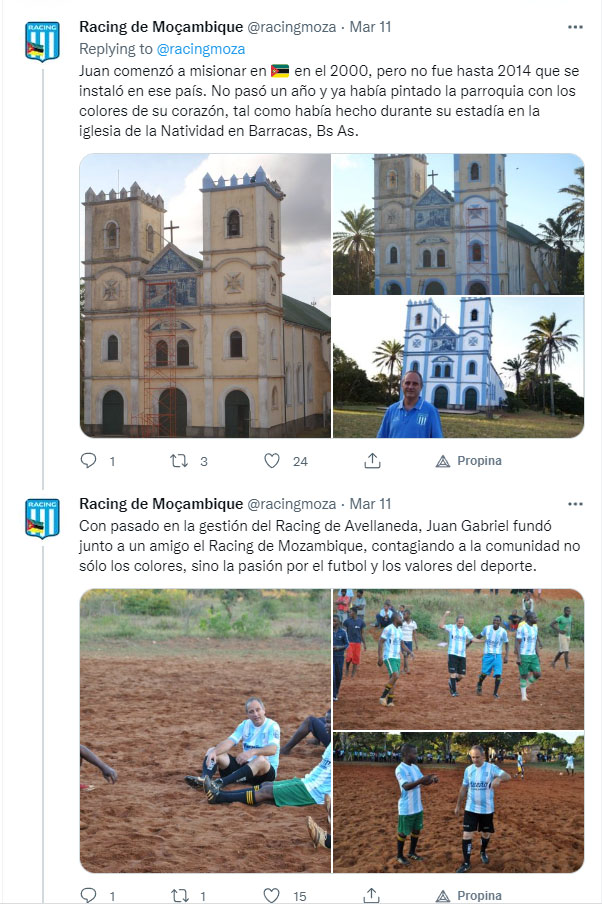 Racing de Moçambique @racingmoza · Mar 11
Replying to @racingmoza
Juan comenzó a misionar en 🇲🇿 en el 2000, pero no fue hasta 2014 que se
instaló en ese país. No pasó un año y ya había pintado la parroquia con los
colores de su corazón, tal como había hecho durante su estadía en la
iglesia de la Natividad en Barracas, Bs As.
1 3 24 Propina
RACING
Racing de Moçambique @racingmoza · Mar 11
Con pasado en la gestión del Racing de Avellaneda, Juan Gabriel fundó
junto a un amigo el Racing de Mozambique, contagiando a la comunidad no
sólo los colores, sino la pasión por el futbol y los valores del deporte.
1 1 15 Propina